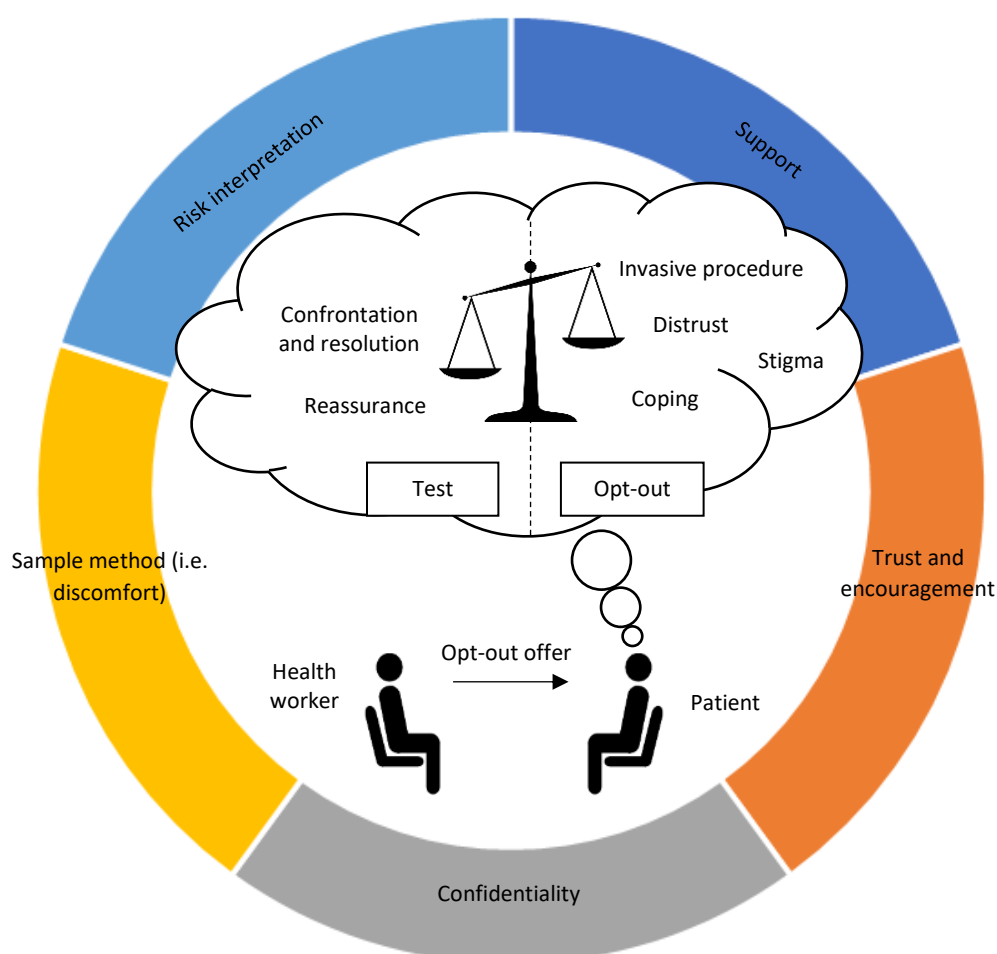 Risk interpretation
Support
Invasive procedure
Confrontation
and resolution
Distrust
Stigma
Reassurance
Coping
Test
Opt-out
Sample method (i.e.
discomfort)
Trust and
encouragement
Opt-out offer
Health
worker
Patient
Confidentiality